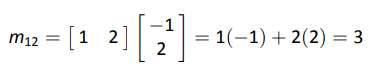 m₁₂ = [1 2] [−1 2] = 1(−1) + 2(2) = 3